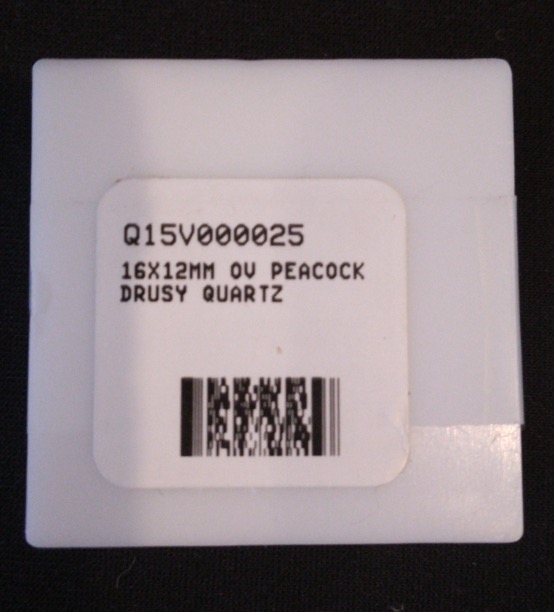 Q15V000025
16X12MM OV PEACOCK
DRUSY QUARTZ